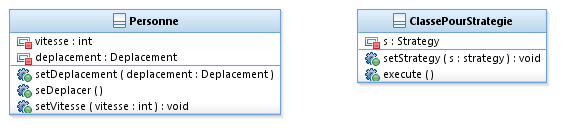 Personne
vitesse : int
deplacement : Deplacement
setDeplacement ( deplacement : Deplacement )
seDeplacer ( )
setVitesse ( vitesse : int ) : void
ClassePourStrategie
s : Strategy
setStrategy ( s : strategy ) : void
execute ( )